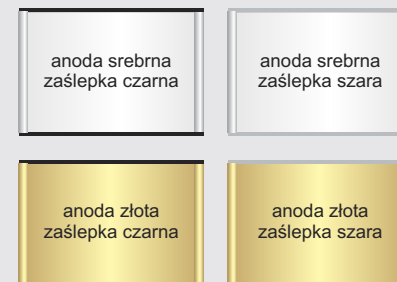 anoda srebrna
zaślepka czarna
anoda srebrna
zaślepka szara
anoda złota
zaślepka czarna
anoda złota
zaślepka szara